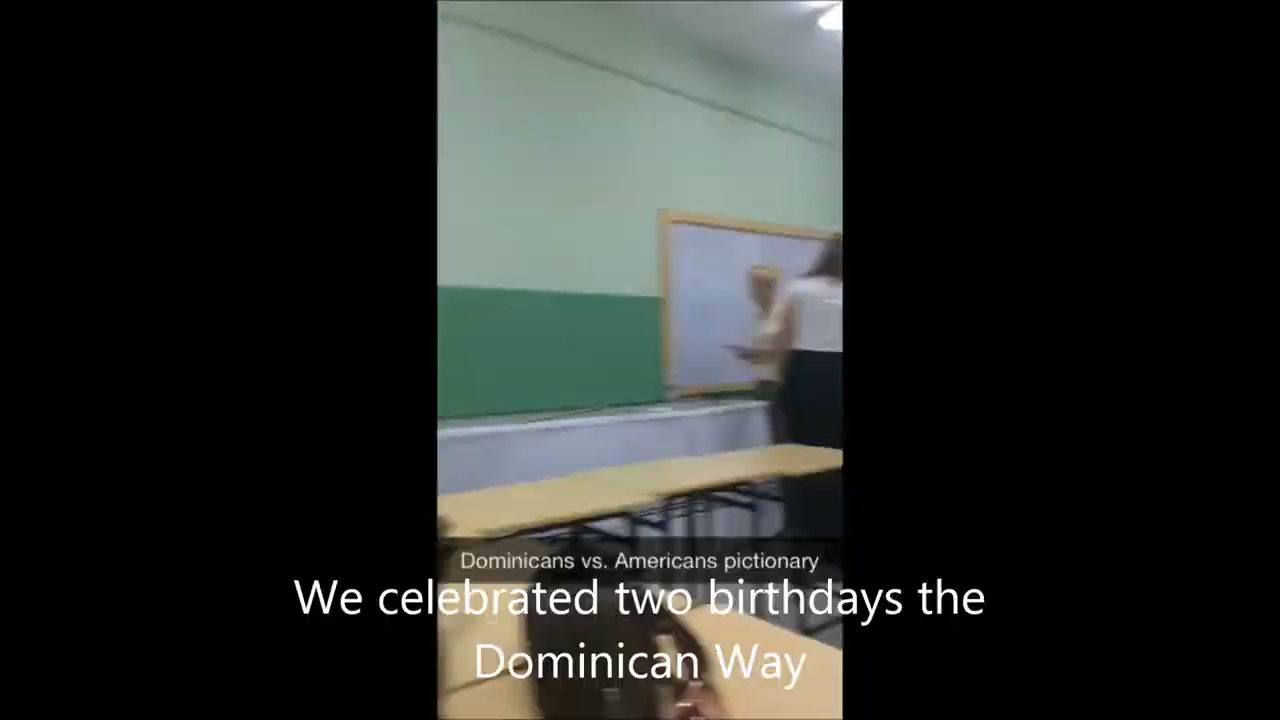 Dominicans vs. Americans pictionary
We celebrated two birthdays the
Dominican Way